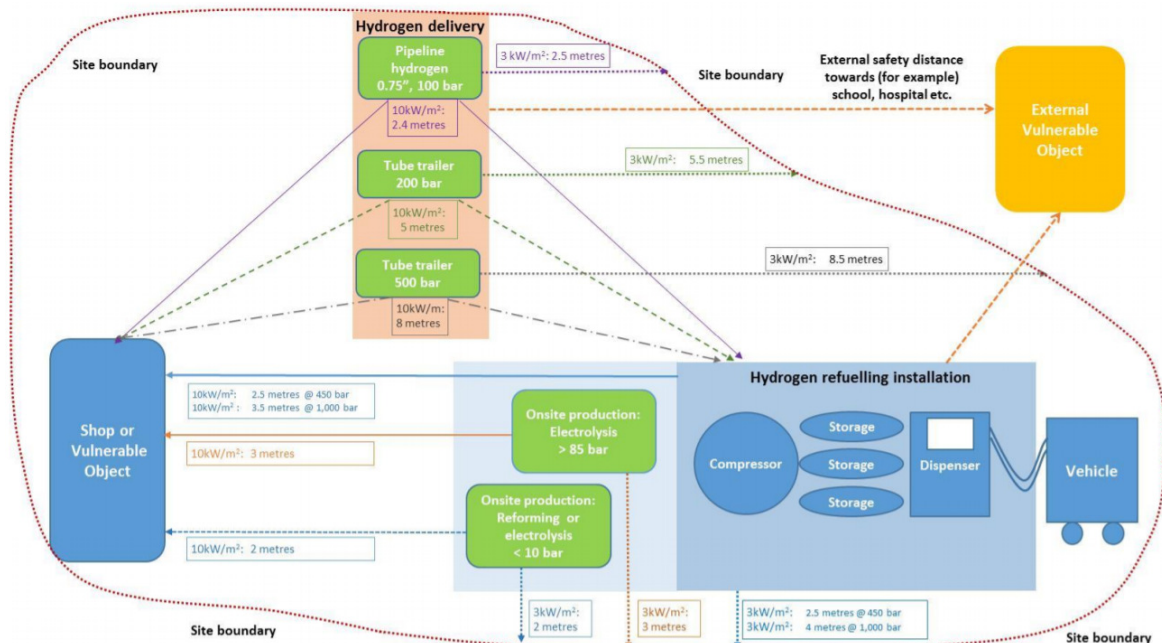 Hydrogen delivery
Site boundary
Pipeline
hydrogen
0.75", 100 bar
3 kW/m²: 2.5 metres
Site boundary
External safety distance
towards (for example)
school, hospital etc.
External
Vulnerable
Object
10kW/m²:
2.4 metres
Tube trailer
200 bar
3kW/m²: 5.5 metres
10kW/m²:
5 metres
Tube trailer
500 bar
3kW/m²: 8.5 metres
10kW/m:
8 metres
Shop or
Vulnerable
Object
10kW/m²: 2.5 metres @ 450 bar
10kW/m² : 3.5 metres @ 1,000 bar
10kW/m²: 3 metres
10kW/m²: 2 metres
Onsite production:
Electrolysis
> 85 bar
Onsite production:
Reforming or
electrolysis
< 10 bar
Hydrogen refuelling installation
Compressor
Storage
Storage
Storage
Dispenser
Vehicle
3kW/m²:
2 metres
3kW/m²:
3 metres
3kW/m²: 2.5 metres @ 450 bar
3kW/m²: 4 metres @ 1,000 bar
Site boundary
Site boundary